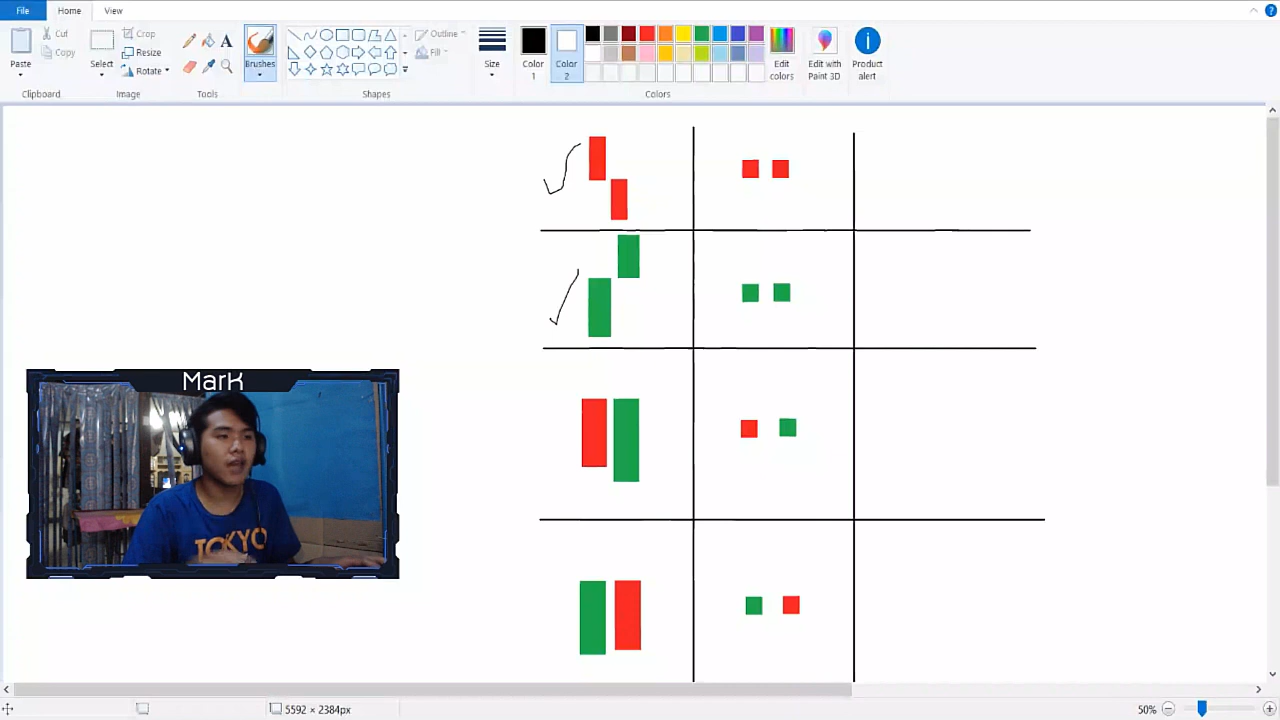 File Home View
Paste Cut Copy
Clipboard
Select Crop Resize Rotate
Image
Tools
Brushes
Outline Fill
Shapes
Size
Color 1
Color 2
Edit colors
Colors
Edit with Paint 3D
Product alert
MarK
TOKYO
5592 × 2384px
50%